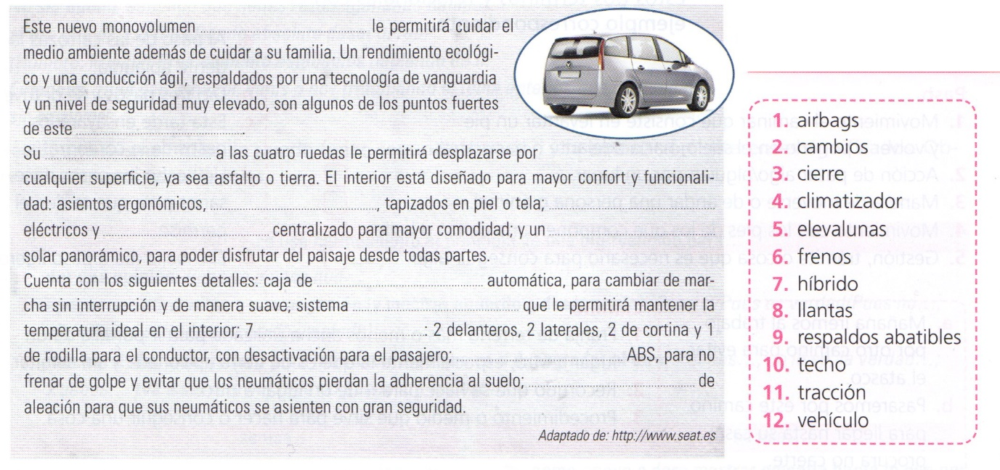 Este nuevo monovolumen le permitirá cuidar el
medio ambiente además de cuidar a su familia. Un rendimiento ecológi-
co y una conducción ágil, respaldados por una tecnología de vanguardia
y un nivel de seguridad muy elevado, son algunos de los puntos fuertes
de este
Su a las cuatro ruedas le permitirá desplazarse por
cualquier superficie, ya sea asfalto o tierra. El interior está diseñado para mayor confort y funcionali-
dad: asientos ergonómicos, , tapizados en piel o tela;
eléctricos y centralizado para mayor comodidad; y un
solar panorámico, para poder disfrutar del paisaje desde todas partes.
Cuenta con los siguientes detalles: caja de automática, para cambiar de mar-
cha sin interrupción y de manera suave; sistema que le permitirá mantener la
temperatura ideal en el interior; 7 : 2 delanteros, 2 laterales, 2 de cortina y 1
de rodilla para el conductor, con desactivación para el pasajero; ABS, para no
frenar de golpe y evitar que los neumáticos pierdan la adherencia al suelo; de
aleación para que sus neumáticos se asienten con gran seguridad.
Adaptado de: http://www.seat.es
1. airbags
2. cambios
3. cierre
4. climatizador
5. elevalunas
6. frenos
7. híbrido
8. llantas
9. respaldos abatibles
10. techo
11. tracción
12. vehículo